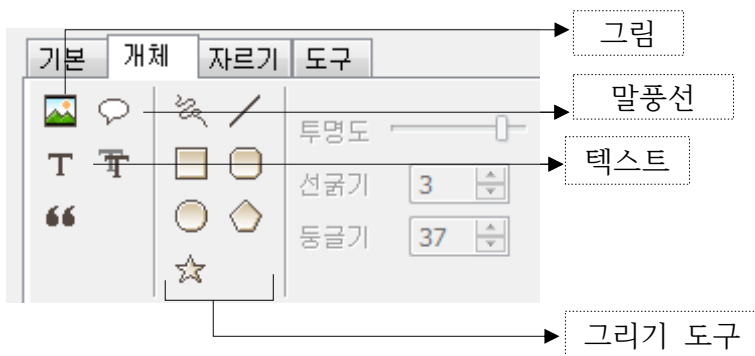 그림
기본 개체 자르기 도구
말풍선
투명도
텍스트
T T
선굵기 3
둥글기 37
그리기 도구